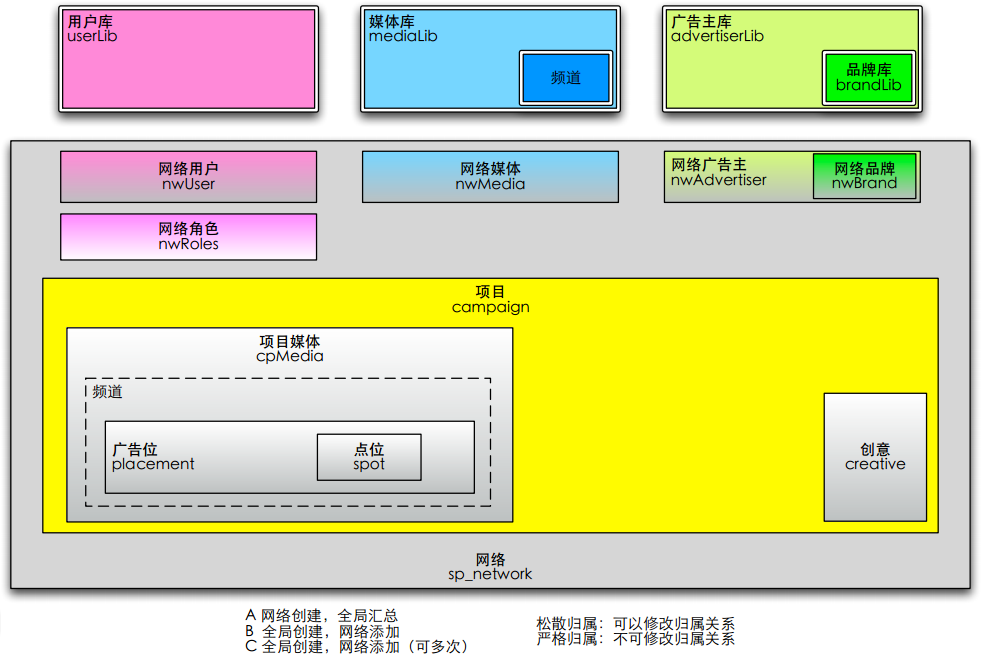 用户库
userLib
媒体库
mediaLib
频道
广告主库
advertiserLib
品牌库
brandLib
网络用户
nwUser
网络媒体
nwMedia
网络广告主
nwAdvertiser
网络品牌
nwBrand
网络角色
nwRoles
项目
campaign
项目媒体
cpMedia
频道
广告位
placement
点位
spot
创意
creative
网络
sp_network
A 网络创建，全局汇总
B 全局创建，网络添加
C 全局创建，网络添加（可多次）
松散归属：可以修改归属关系
严格归属：不可修改归属关系